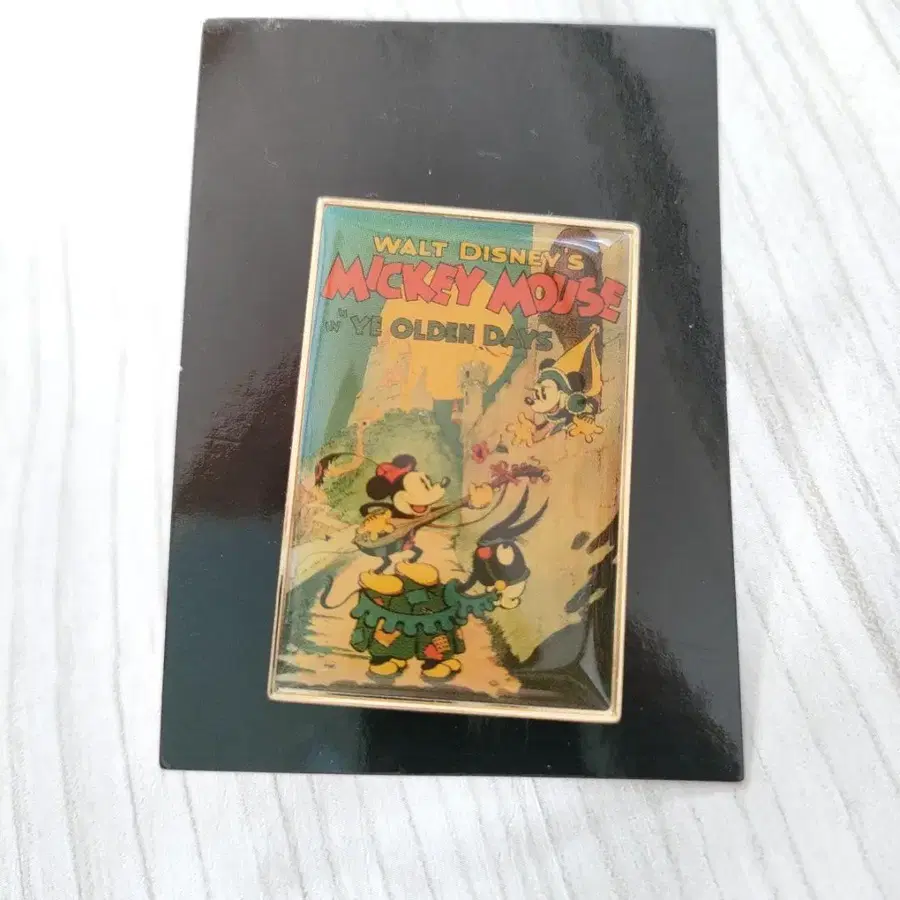 WALT DISNEY'S
MICKEY MOUSE
IN "YE OLDEN DAYS